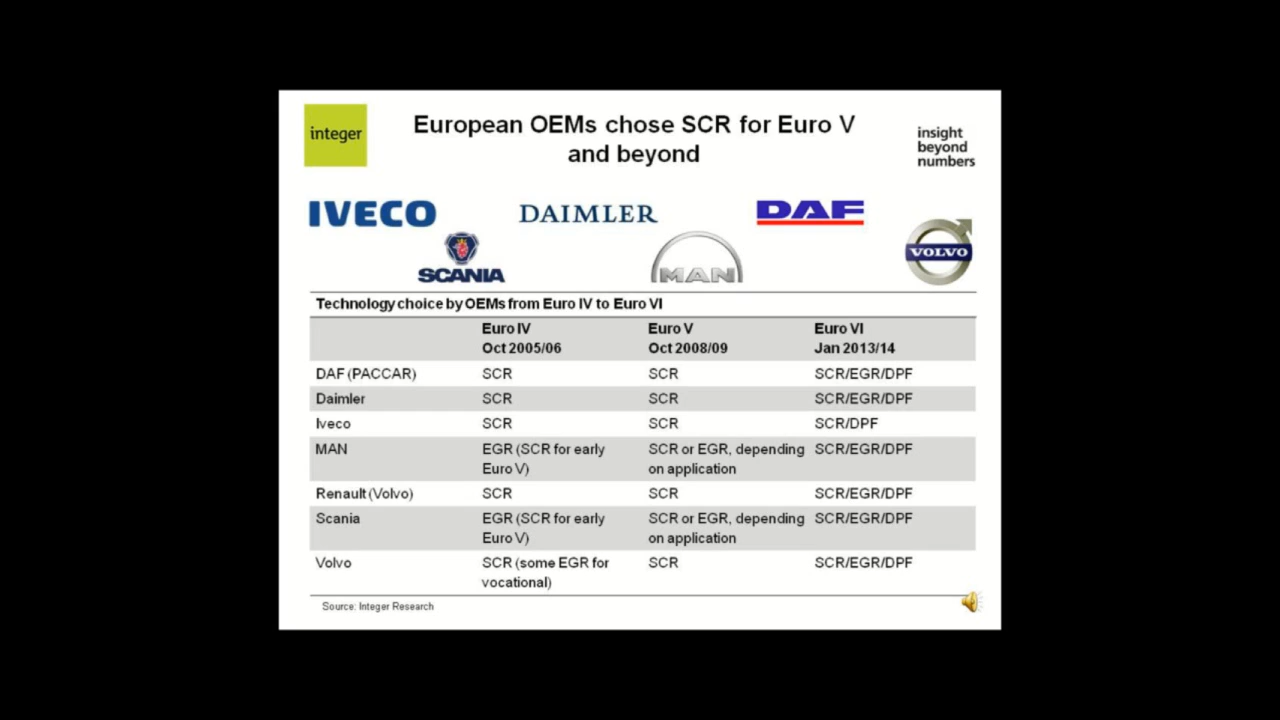 integer
European OEMs chose SCR for Euro V
and beyond
insight
beyond
numbers
IVECO
DAIMLER
DAF
SCANIA
MAN
VOLVO
Technology choice by OEMs from Euro IV to Euro VI
Euro IV Euro V Euro VI
Oct 2005/06 Oct 2008/09 Jan 2013/14
DAF (PACCAR) SCR SCR SCR/EGR/DPF
Daimler SCR SCR SCR/EGR/DPF
Iveco SCR SCR SCR/DPF
MAN EGR (SCR for early SCR or EGR, depending SCR/EGR/DPF
Euro V) on application
Renault (Volvo) SCR SCR SCR/EGR/DPF
Scania EGR (SCR for early SCR or EGR, depending SCR/EGR/DPF
Euro V) on application
Volvo SCR (some EGR for SCR SCR/EGR/DPF
vocational)
Source: Integer Research